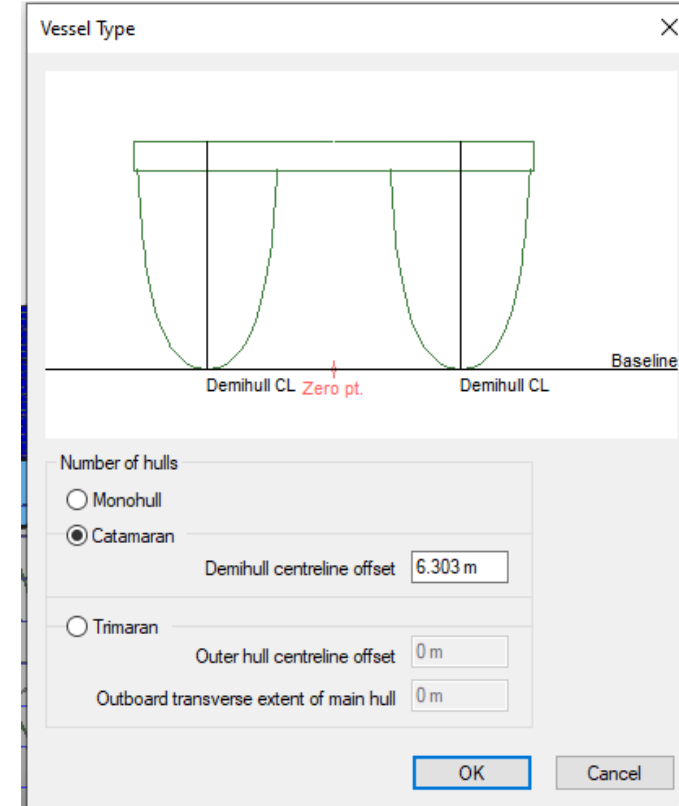 Vessel Type
Baseline
Demihull CL Zero pt. Demihull CL
Number of hulls
Monohull
Catamaran
Demihull centreline offset 6.303 m
Trimaran
Outer hull centreline offset 0 m
Outboard transverse extent of main hull 0 m
OK Cancel